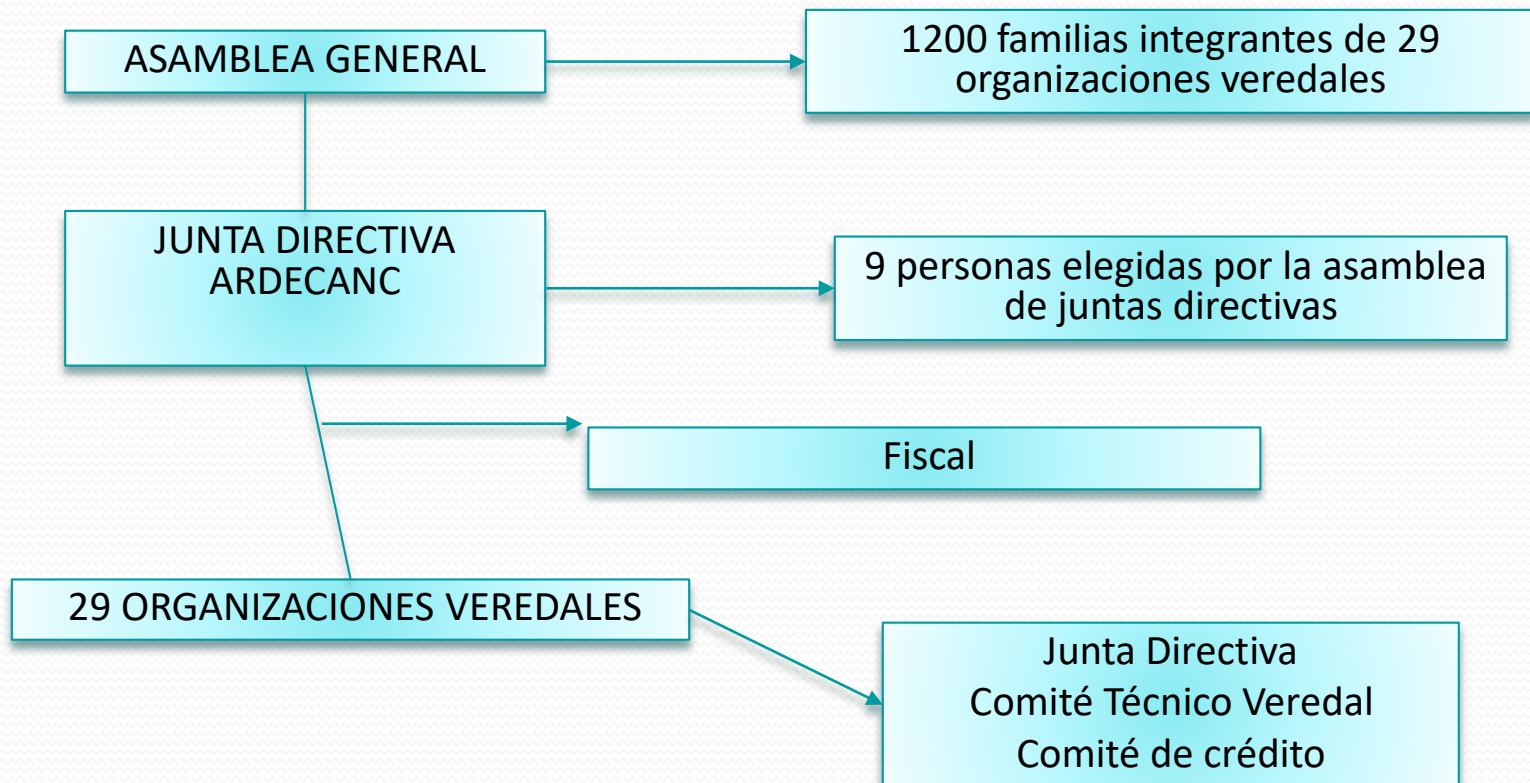 ASAMBLEA GENERAL
1200 familias integrantes de 29
organizaciones veredales
JUNTA DIRECTIVA
ARDECANC
9 personas elegidas por la asamblea
de juntas directivas
Fiscal
29 ORGANIZACIONES VEREDALES
Junta Directiva
Comité Técnico Veredal
Comité de crédito